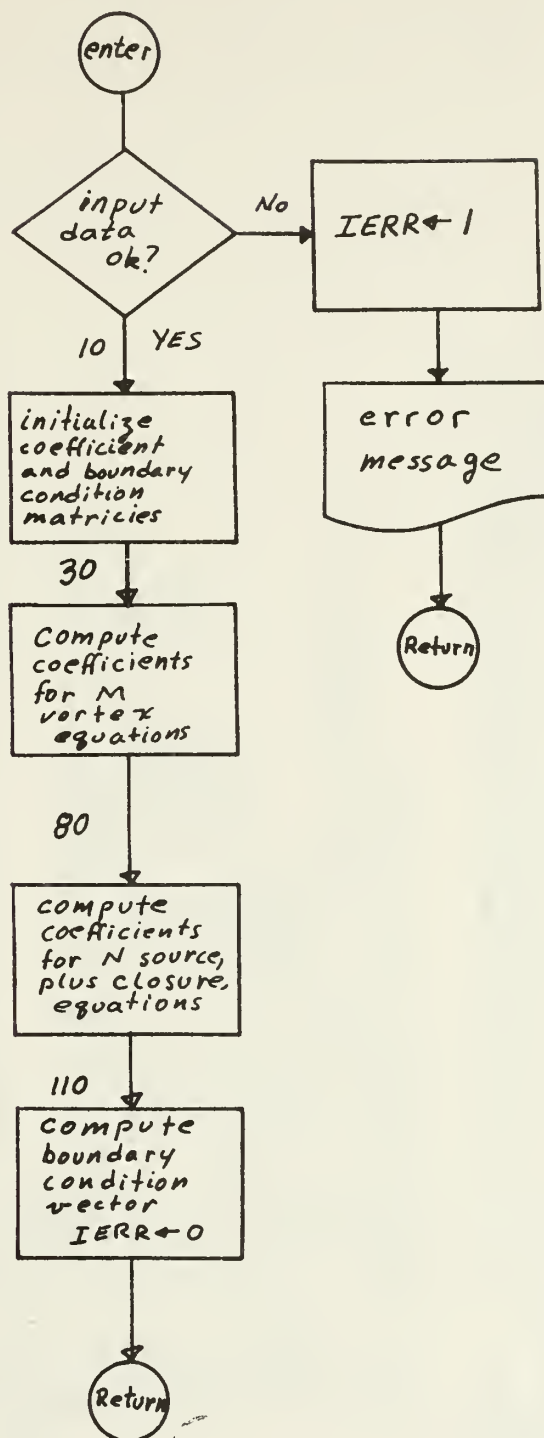 enter
input
data
ok?
No
IERR ← 1
error
message
Return
10 YES
initialize
coefficient
and boundary
condition
matricies
30
Compute
coefficients
for M
vortex
equations
80
compute
coefficients
for N source,
plus closure,
equations
110
compute
boundary
condition
vector
IERR ← 0
Return